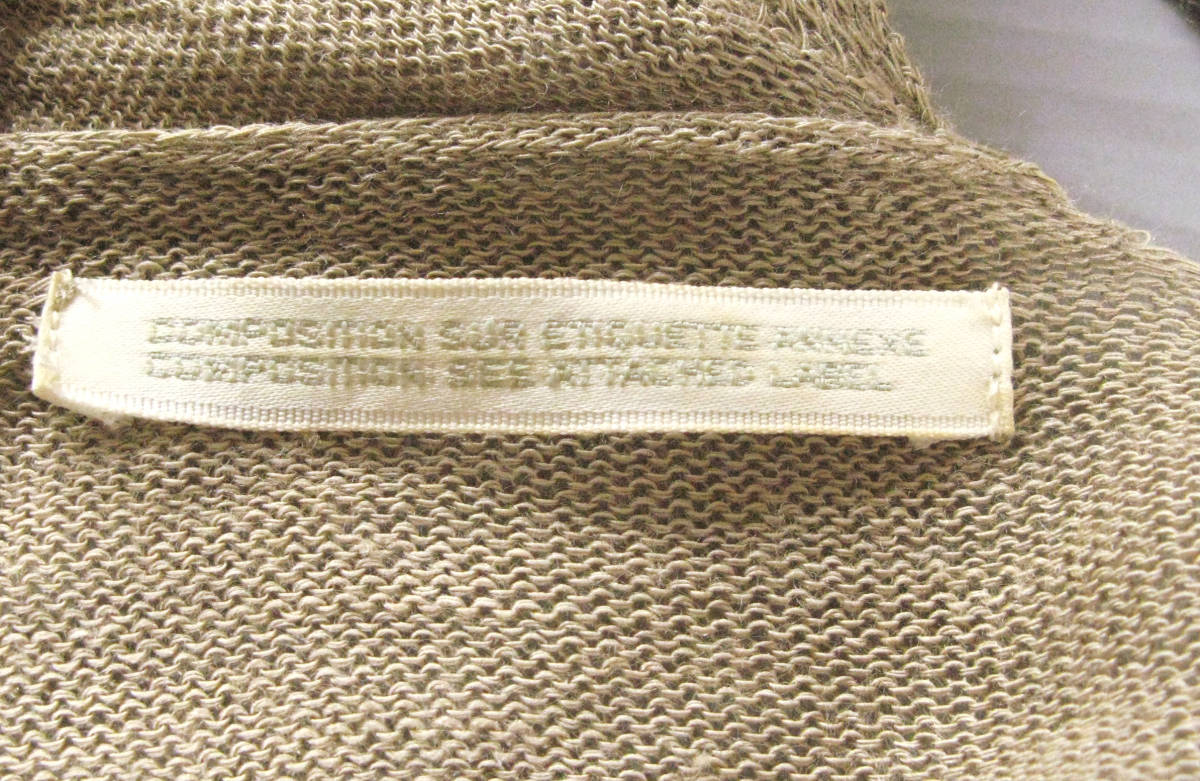 COMPOSITION SUR ETIQUETTE ANNEXE
COMPOSITION SEE ATTACHED LABEL